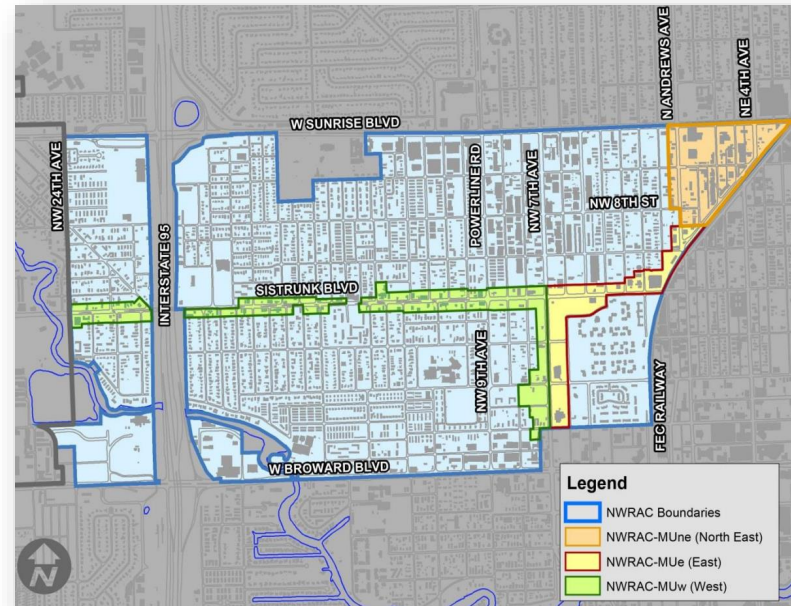 N ANDREWS AVE
NE 4TH AVE
W SUNRISE BLVD
NW 24TH AVE
INTERSTATE 95
POWERLINE RD
NW 7TH AVE
NW 8TH ST
SISTRUNK BLVD
NW 9TH AVE
FEC RAILWAY
W BROWARD BLVD
N
Legend
NWRAC Boundaries
NWRAC-MUne (North East)
NWRAC-MUe (East)
NWRAC-MUw (West)